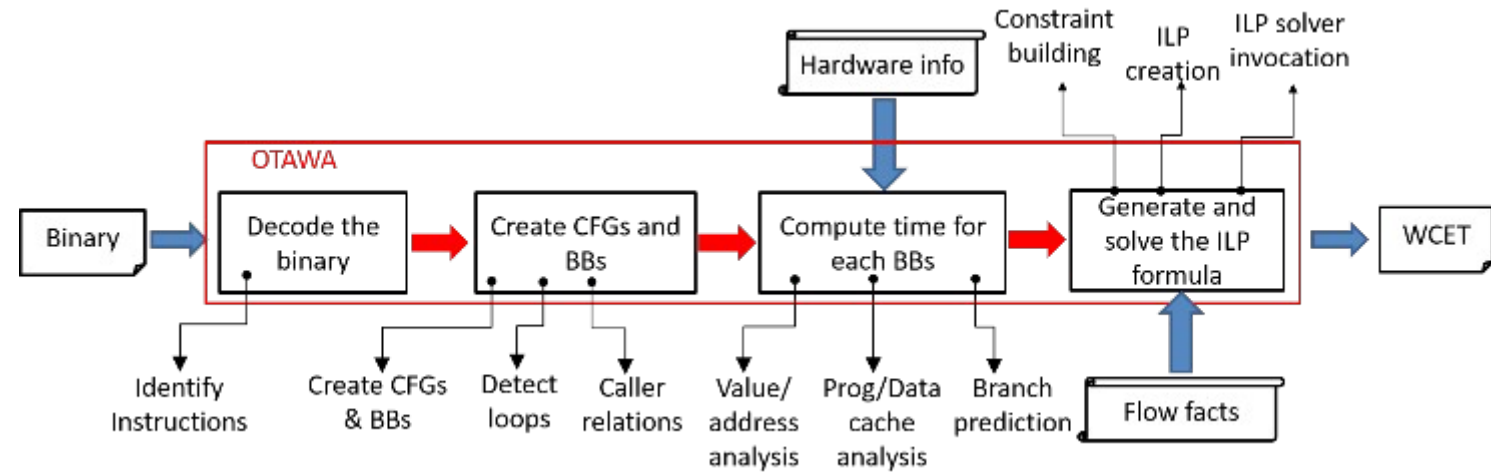 Constraint
building
ILP
creation
ILP solver
invocation
Hardware info
OTAWA
Binary
Decode the
binary
Create CFGs and
BBs
Compute time for
each BBs
Generate and
solve the ILP
formula
WCET
Identify
Instructions
Create CFGs
& BBs
Detect
loops
Caller
relations
Value/
address
analysis
Prog/Data
cache
analysis
Branch
prediction
Flow facts